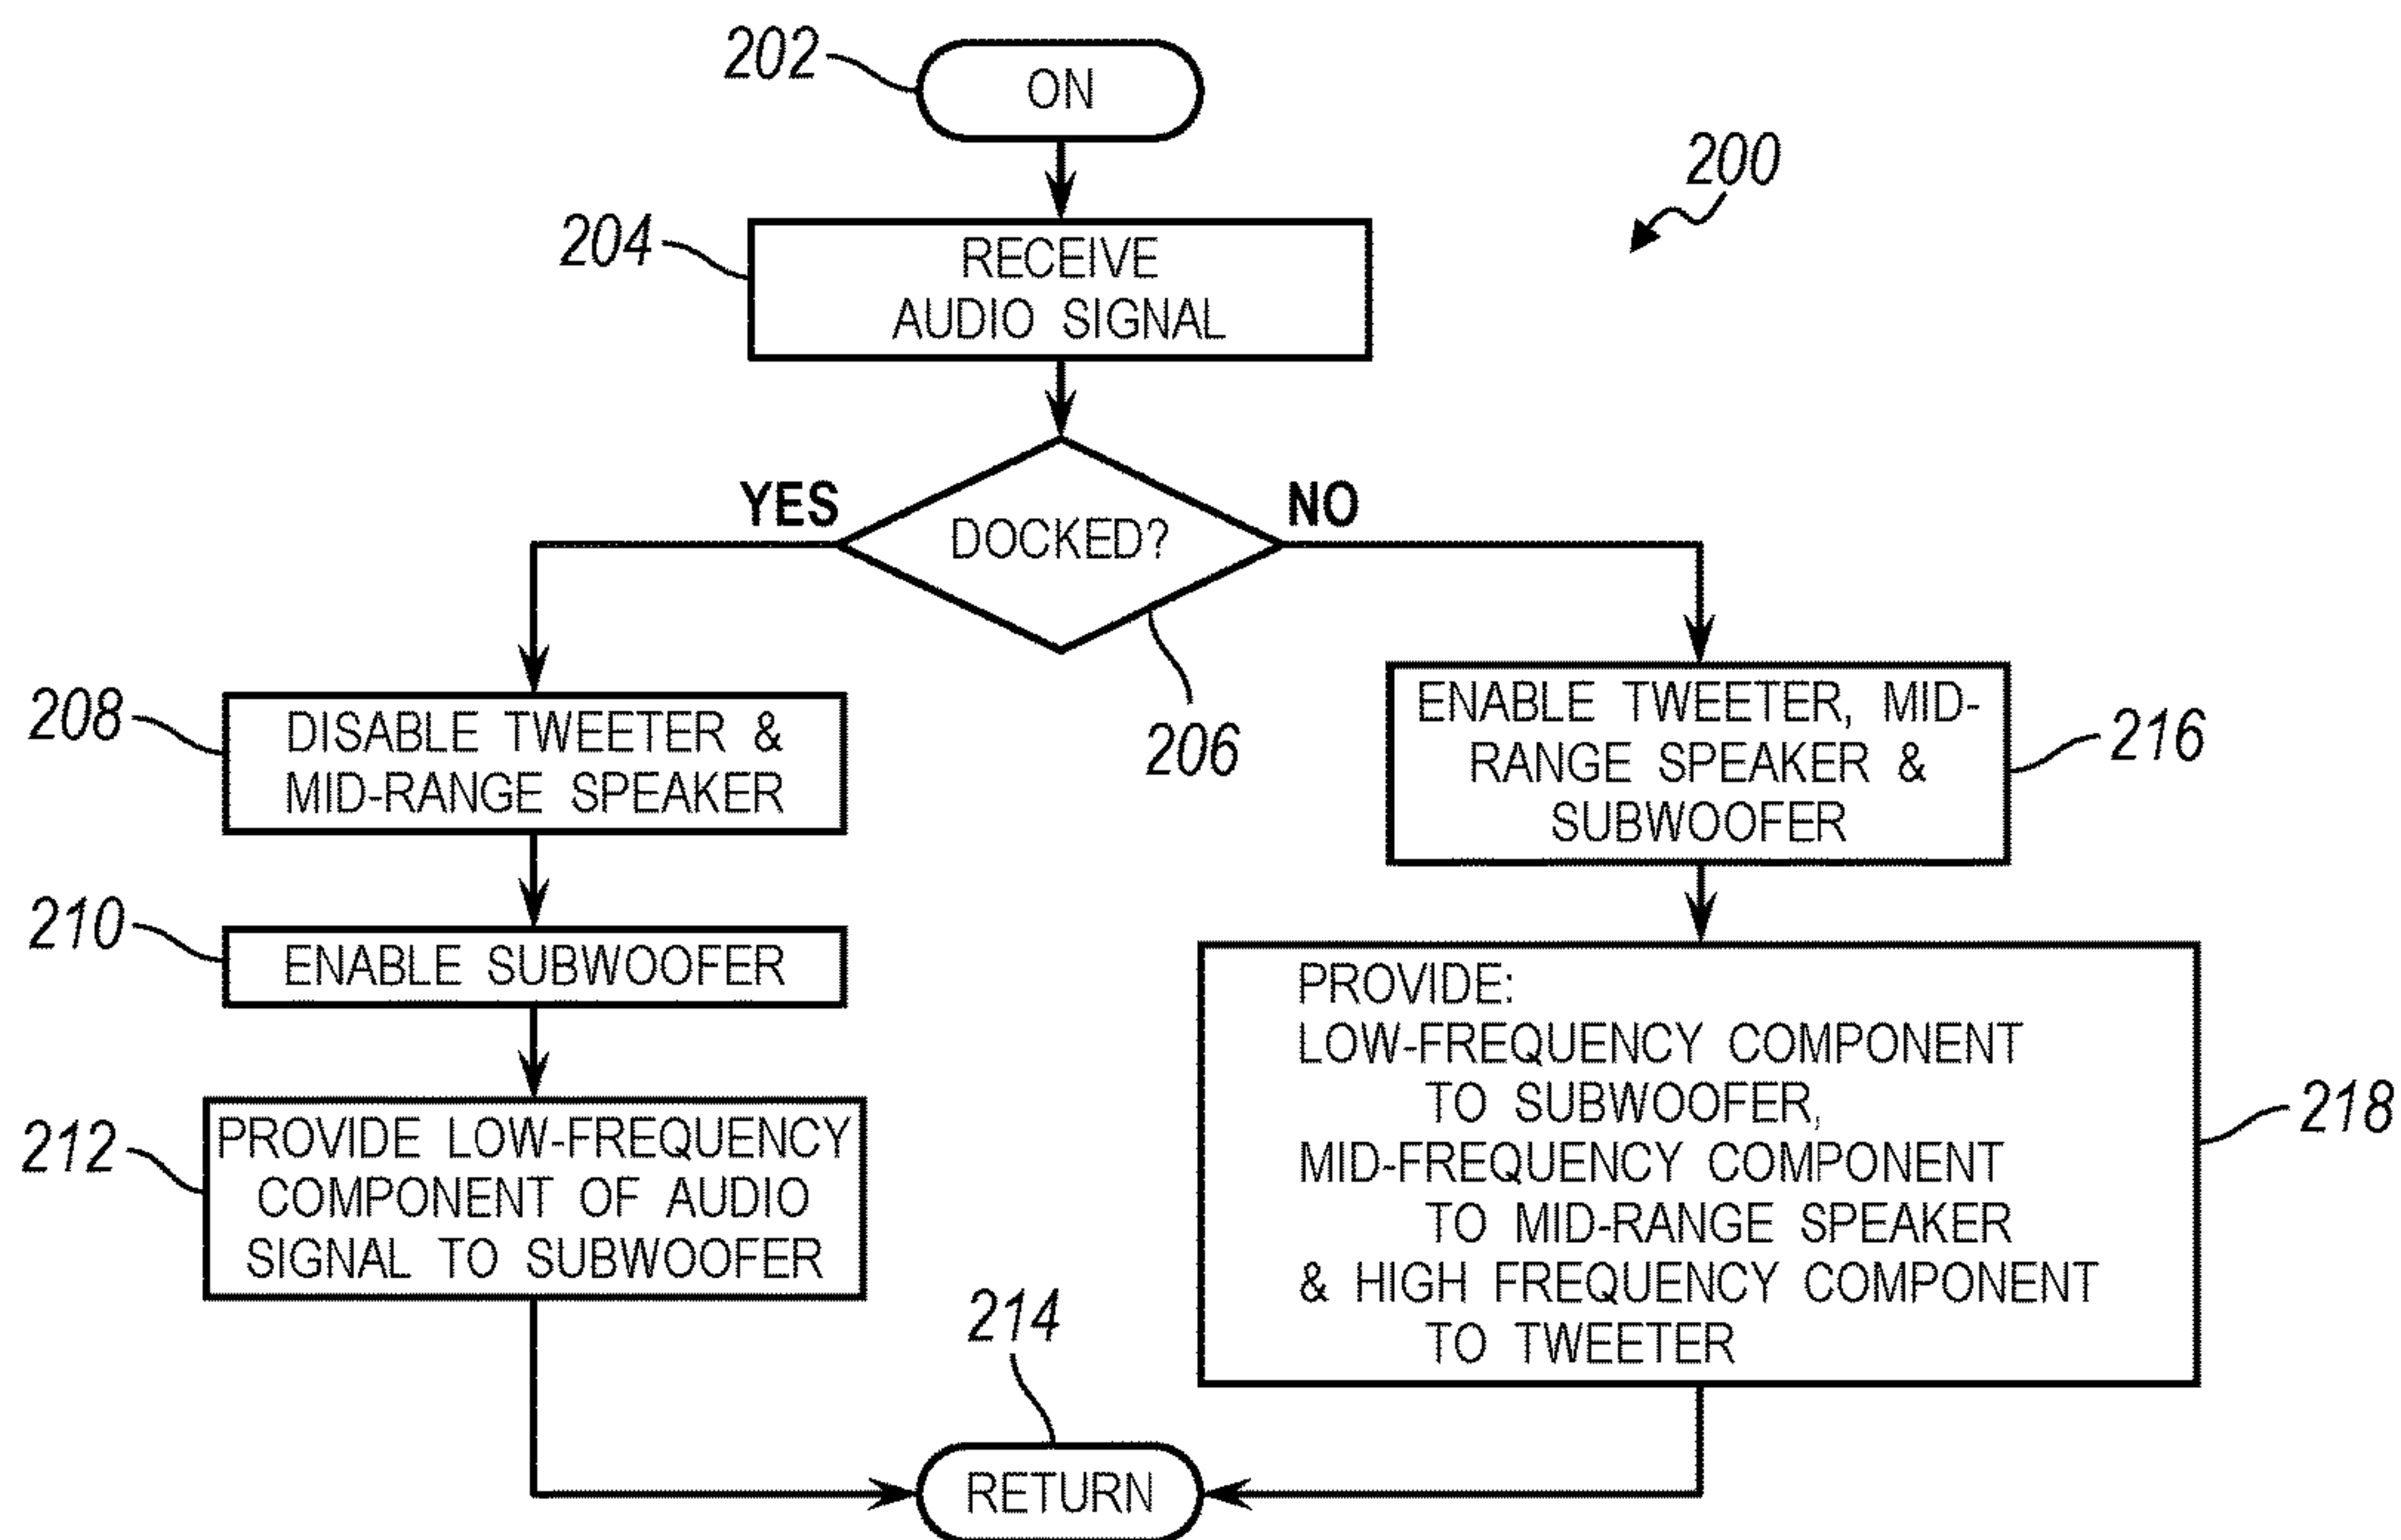 202
ON
200
204
RECEIVE
AUDIO SIGNAL
YES
NO
DOCKED?
206
208
DISABLE TWEETER &
MID-RANGE SPEAKER
210
ENABLE SUBWOOFER
212
PROVIDE LOW-FREQUENCY
COMPONENT OF AUDIO
SIGNAL TO SUBWOOFER
ENABLE TWEETER, MID-
RANGE SPEAKER &
SUBWOOFER
216
PROVIDE:
LOW-FREQUENCY COMPONENT
TO SUBWOOFER,
MID-FREQUENCY COMPONENT
TO MID-RANGE SPEAKER
& HIGH FREQUENCY COMPONENT
TO TWEETER
218
214
RETURN